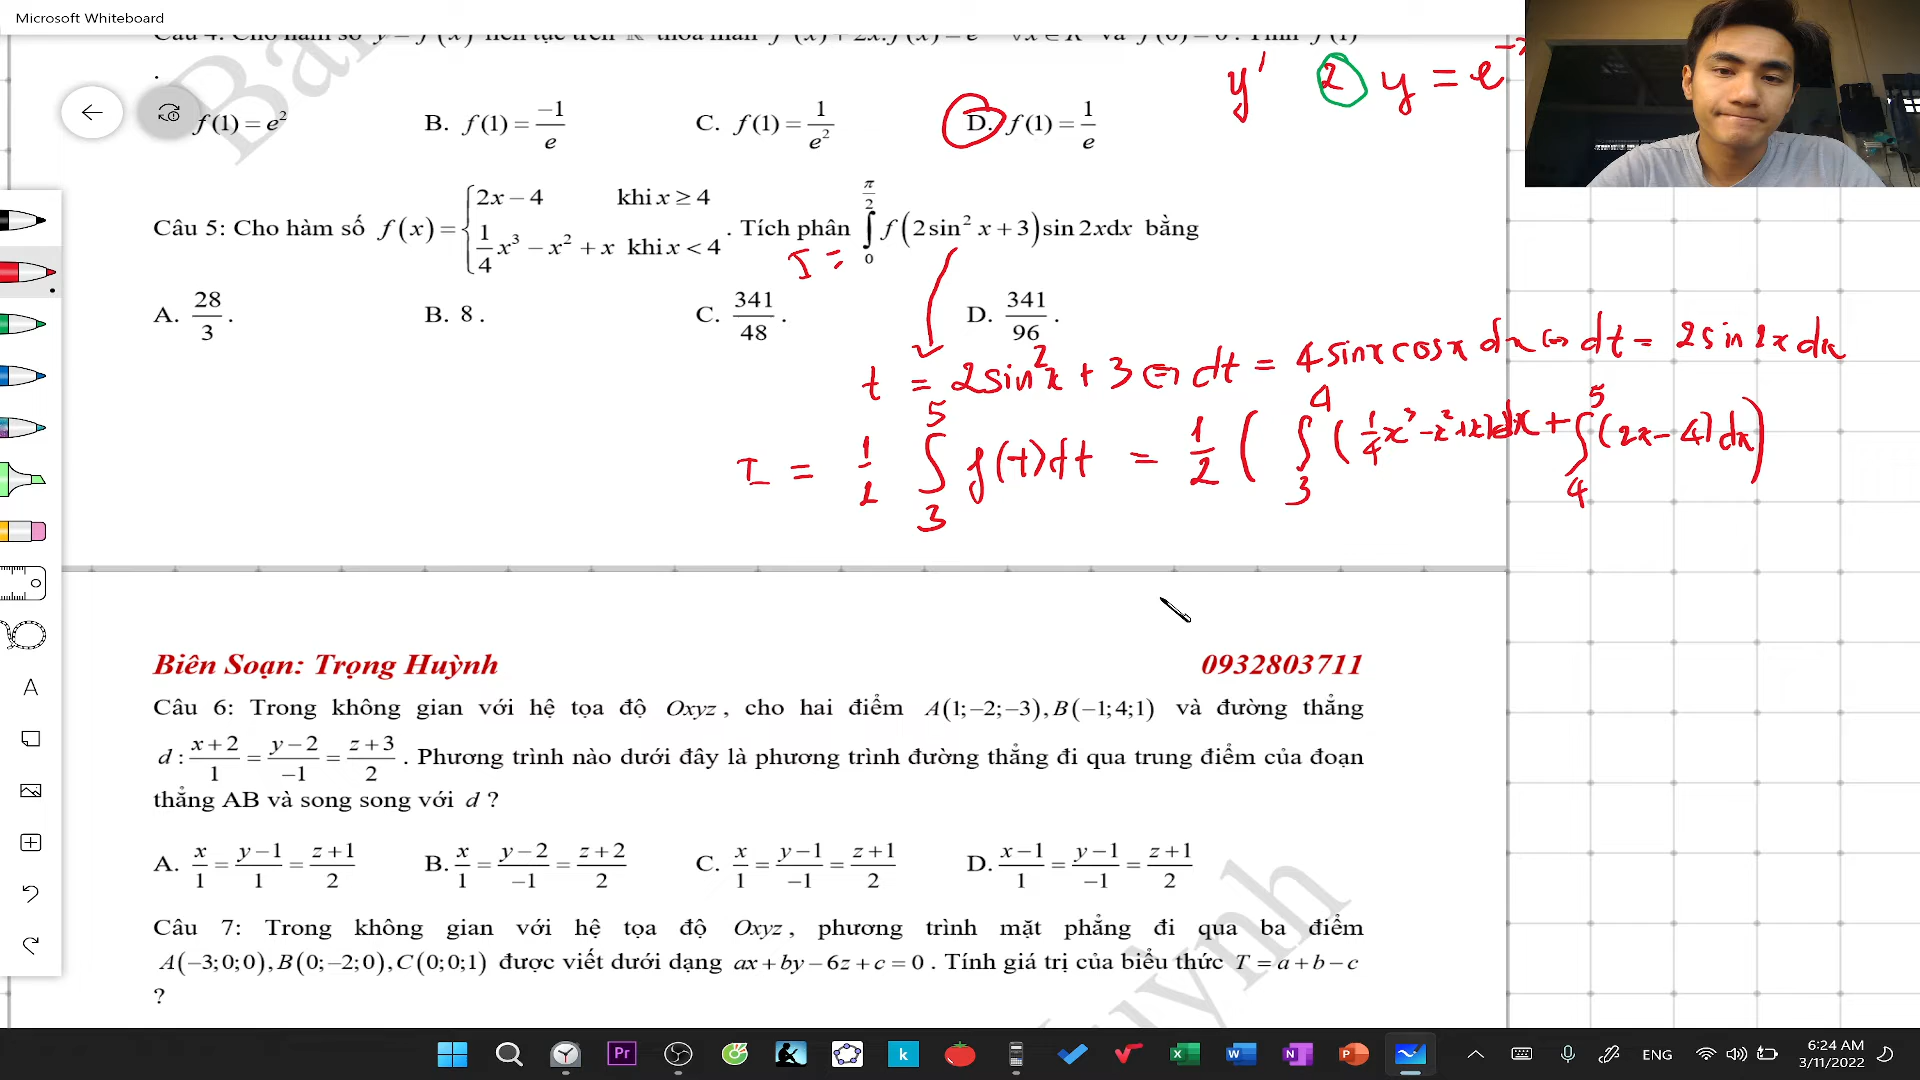 Microsoft Whiteboard
y' 2 y = e
f(1) = e² B. f(1) = -1/e C. f(1) = 1/e² D. f(1) = 1/e
Câu 5: Cho hàm số f(x) = { 2x − 4 khi x ≥ 4; 1/4 x³ − x² + x khi x < 4 . Tích phân ∫₀^{π/2} f(2sin² x + 3)sin 2xdx bằng
I =
A. 28/3 . B. 8 . C. 341/48 . D. 341/96 .
t = 2sin²x + 3 ⇔ dt = 4sinxcosx dx ⇔ dt = 2sin2x dx
I = 1/2 ∫₃⁵ f(t)dt = 1/2 ( ∫₃⁴ (1/4x³ − x² + x)dx + ∫₄⁵ (2x − 4)dx )
Biên Soạn: Trọng Huỳnh 0932803711
Câu 6: Trong không gian với hệ tọa độ Oxyz , cho hai điểm A(1;−2;−3), B(−1;4;1) và đường thẳng
d : x+2/1 = y−2/−1 = z+3/2 . Phương trình nào dưới đây là phương trình đường thẳng đi qua trung điểm của đoạn
thẳng AB và song song với d ?
A. x/1 = y−1/1 = z+1/2 B. x/1 = y−2/−1 = z+2/2 C. x/1 = y−1/−1 = z+1/2 D. x−1/1 = y−1/−1 = z+1/2
Câu 7: Trong không gian với hệ tọa độ Oxyz , phương trình mặt phẳng đi qua ba điểm
A(−3;0;0), B(0;−2;0), C(0;0;1) được viết dưới dạng ax + by − 6z + c = 0 . Tính giá trị của biểu thức T = a + b − c
?
ENG
6:24 AM
3/11/2022